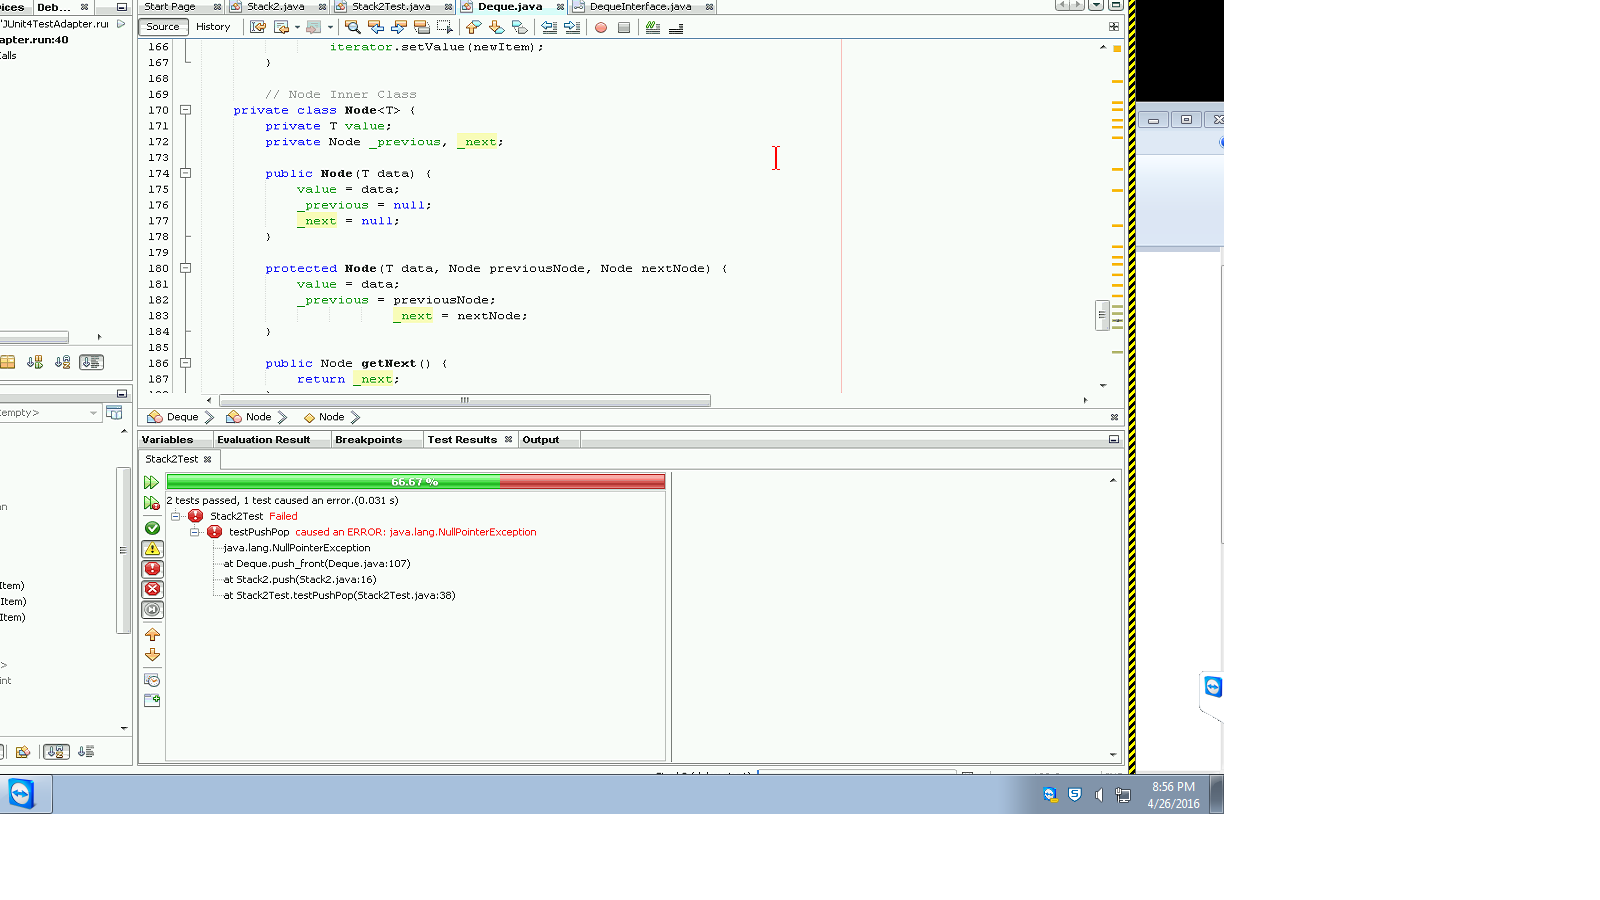 ices Deb...
'JUnit4TestAdapter.rur
apter.run:40
alls
Start Page Stack2.java Stack2Test.java Deque.java DequeInterface.java
Source History
166 iterator.setValue(newItem);
167 }
168
169 // Node Inner Class
170 private class Node<T> {
171 private T value;
172 private Node _previous, _next;
173
174 public Node(T data) {
175 value = data;
176 _previous = null;
177 _next = null;
178 }
179
180 protected Node(T data, Node previousNode, Node nextNode) {
181 value = data;
182 _previous = previousNode;
183 _next = nextNode;
184 }
185
186 public Node getNext() {
187 return _next;
Deque Node Node
empty>
Item)
Item)
Item)
Variables Evaluation Result Breakpoints Test Results Output
Stack2Test
66.67 %
2 tests passed, 1 test caused an error.(0.031 s)
Stack2Test Failed
testPushPop caused an ERROR: java.lang.NullPointerException
java.lang.NullPointerException
at Deque.push_front(Deque.java:107)
at Stack2.push(Stack2.java:16)
at Stack2Test.testPushPop(Stack2Test.java:38)
8:56 PM
4/26/2016